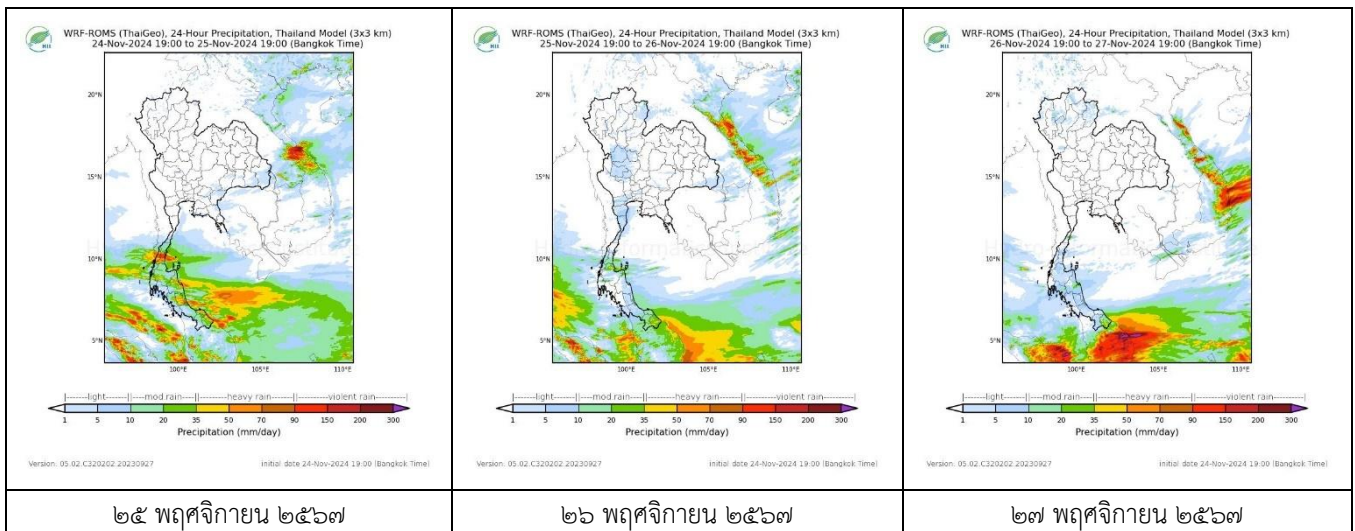 WRF-ROMS (ThaiGeo), 24-Hour Precipitation, Thailand Model (3x3 km)
24-Nov-2024 19:00 to 25-Nov-2024 19:00 (Bangkok Time)
HII
20°N
15°N
10°N
5°N
100°E 105°E 110°E
|-------light-------||----mod rain----||---------heavy rain---------||---------violent rain---------|
1 5 10 20 35 50 70 90 150 200 300
Precipitation (mm/day)
Version: 05.02.C320202.20230927 initial date 24-Nov-2024 19:00 (Bangkok Time)
๒๕ พฤศจิกายน ๒๕๖๗
WRF-ROMS (ThaiGeo), 24-Hour Precipitation, Thailand Model (3x3 km)
25-Nov-2024 19:00 to 26-Nov-2024 19:00 (Bangkok Time)
HII
20°N
15°N
10°N
5°N
100°E 105°E 110°E
|-------light-------||----mod rain----||---------heavy rain---------||---------violent rain---------|
1 5 10 20 35 50 70 90 150 200 300
Precipitation (mm/day)
Version: 05.02.C320202.20230927 initial date 24-Nov-2024 19:00 (Bangkok Time)
๒๖ พฤศจิกายน ๒๕๖๗
WRF-ROMS (ThaiGeo), 24-Hour Precipitation, Thailand Model (3x3 km)
26-Nov-2024 19:00 to 27-Nov-2024 19:00 (Bangkok Time)
HII
20°N
15°N
10°N
5°N
100°E 105°E 110°E
|-------light-------||----mod rain----||---------heavy rain---------||---------violent rain---------|
1 5 10 20 35 50 70 90 150 200 300
Precipitation (mm/day)
Version: 05.02.C320202.20230927 initial date 24-Nov-2024 19:00 (Bangkok Time)
๒๗ พฤศจิกายน ๒๕๖๗